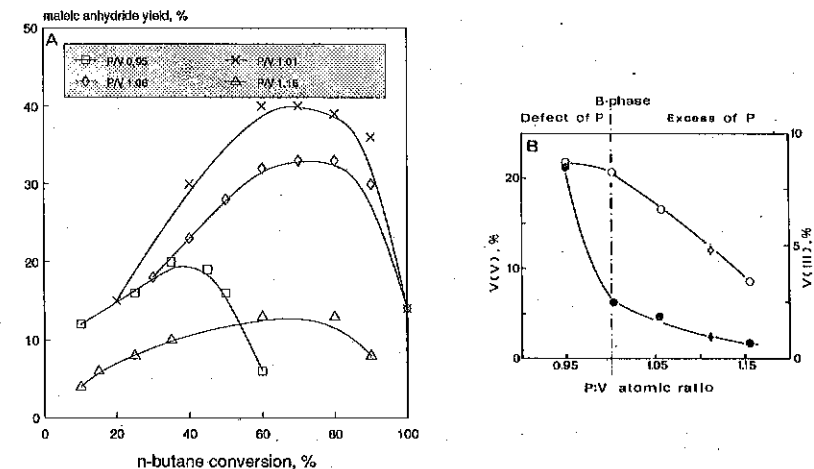 maleic anhydride yield, %
A
P/V 0,95
P/V 1.01
P/V 1.06
P/V 1.16
50
40
30
20
10
0
0 20 40 60 80 100
n-butane conversion, %
B-phase
Defect of P Excess of P
B
20
10
0
V(V), %
10
5
0
V(III), %
0.95 1.05 1.15
P:V atomic ratio